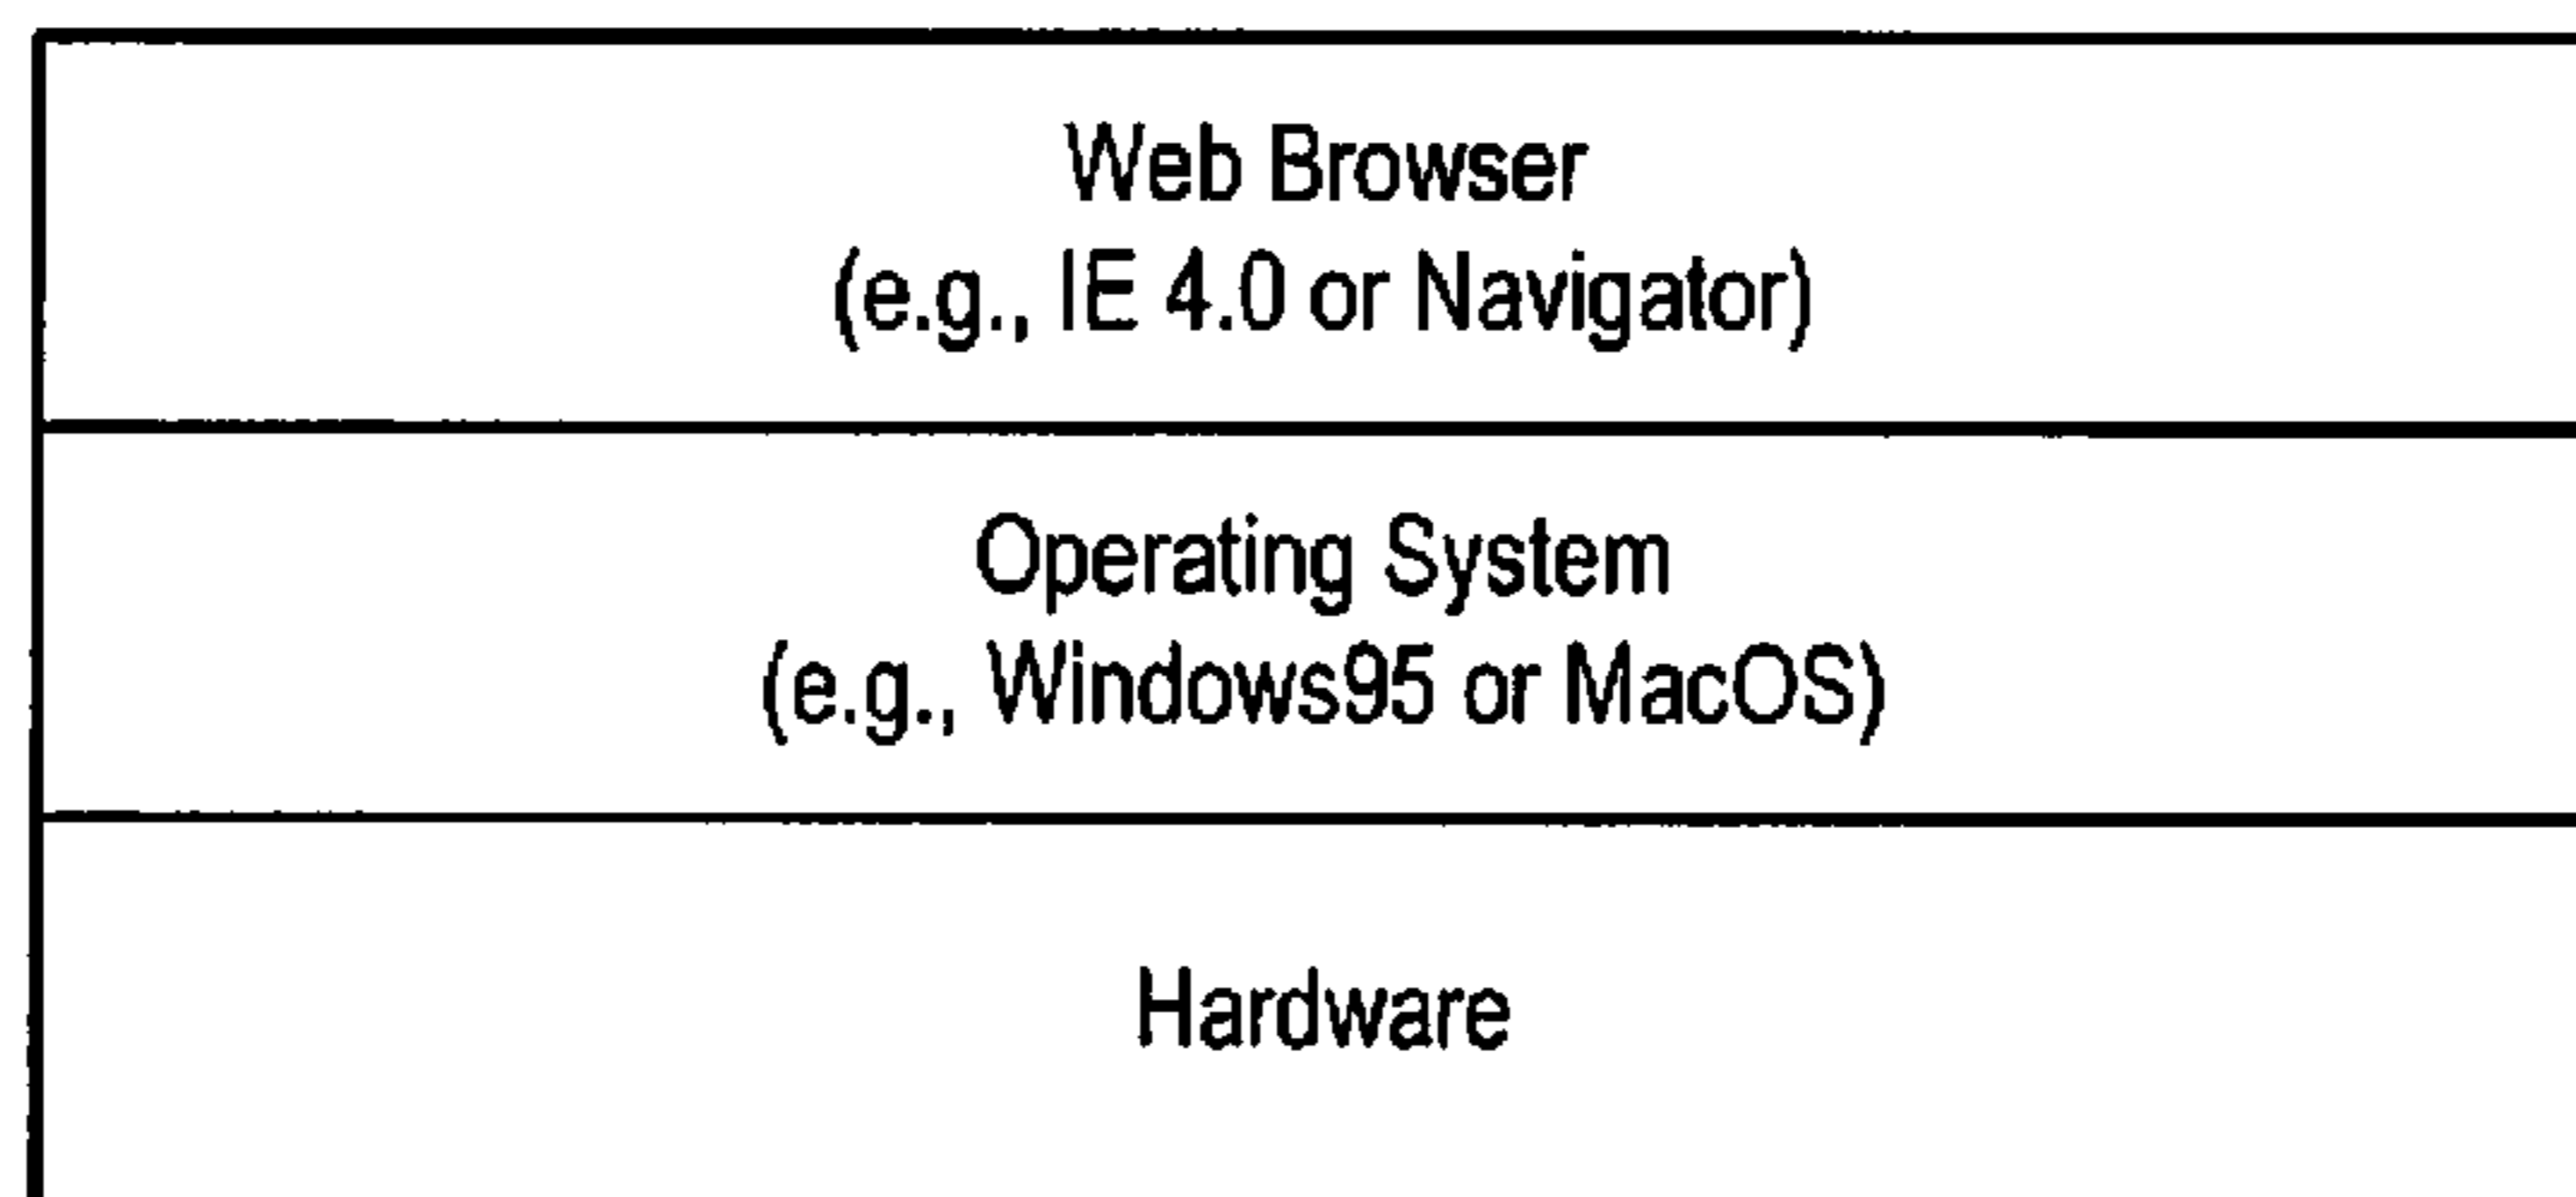 Web Browser
(e.g., IE 4.0 or Navigator)
Operating System
(e.g., Windows95 or MacOS)
Hardware